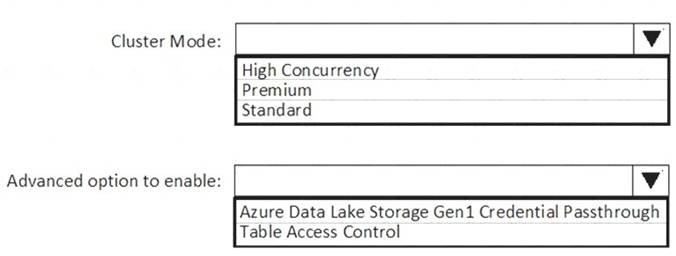 Cluster Mode:
High Concurrency
Premium
Standard
Advanced option to enable:
Azure Data Lake Storage Gen1 Credential Passthrough
Table Access Control